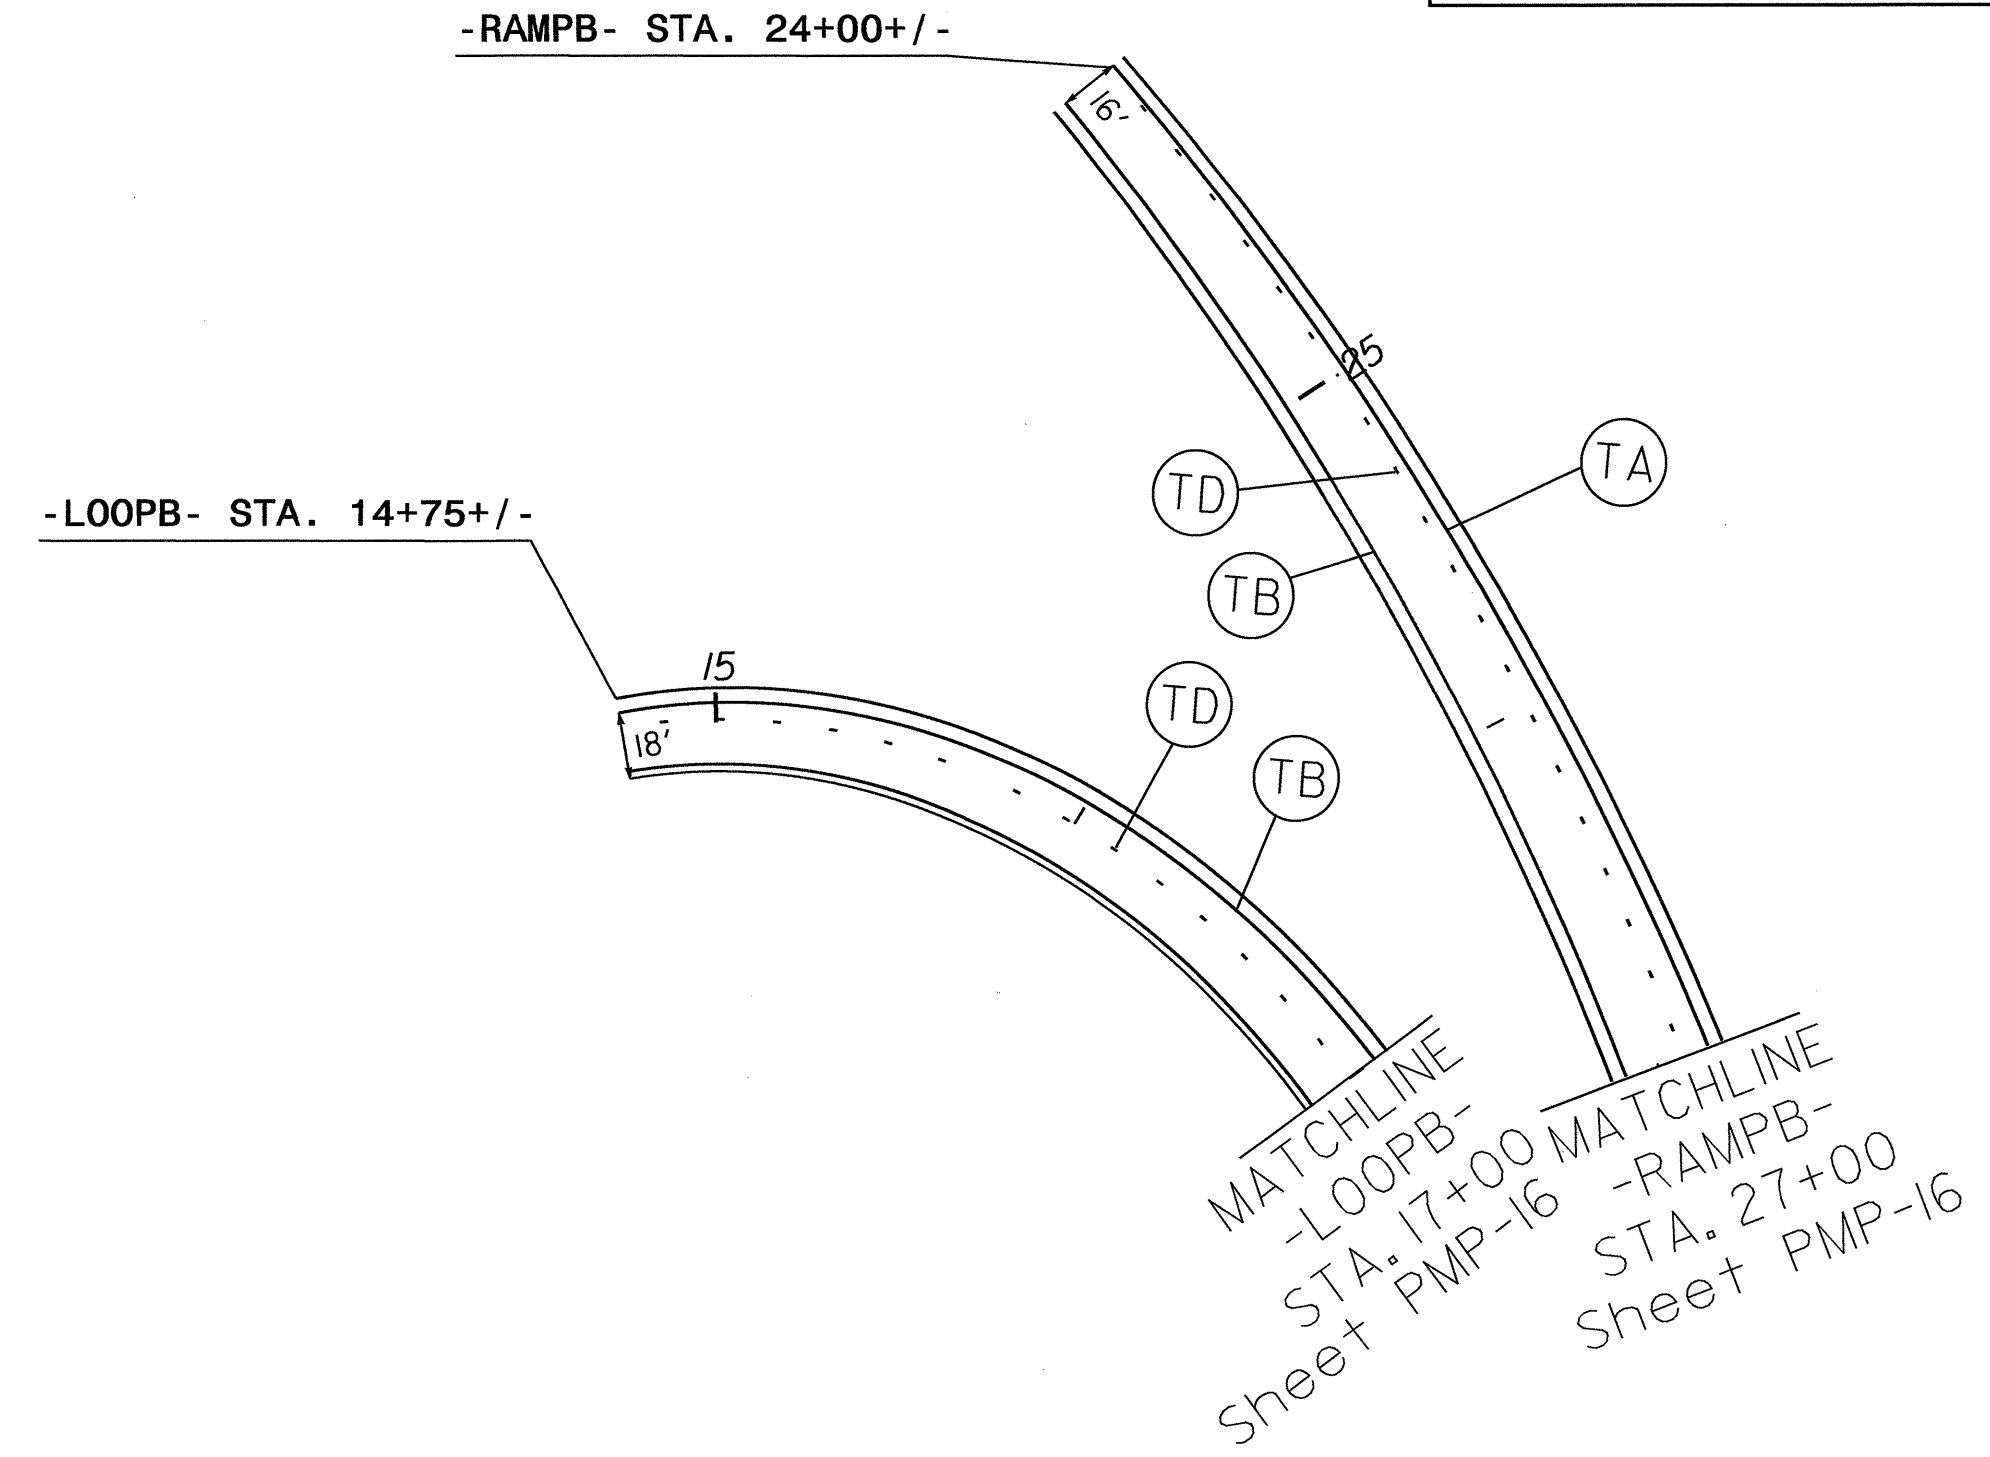 -RAMPB- STA. 24+00+/-
16'
25
TA
TD
-LOOPB- STA. 14+75+/-
TB
15
TD
18'
TB
MATCHLINE
-LOOPB-
STA. 17+00
Sheet PMP-16
MATCHLINE
-RAMPB-
STA. 27+00
Sheet PMP-16